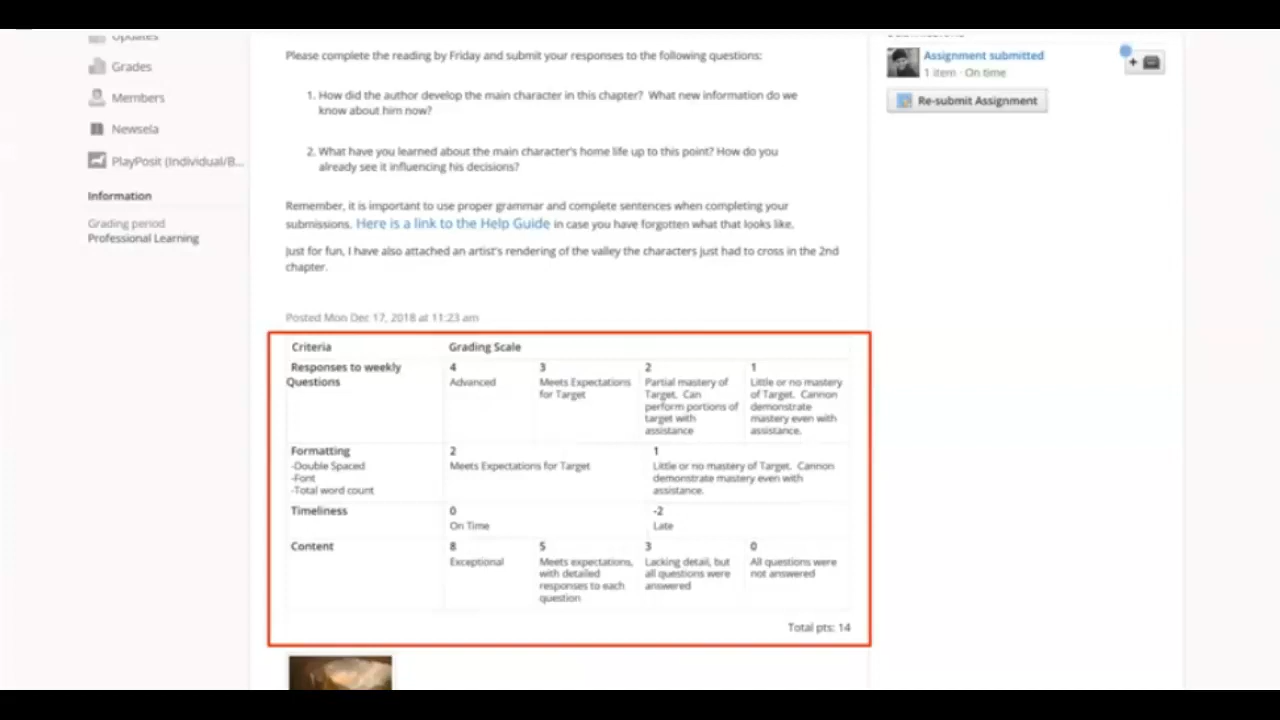 Updates
Grades
Members
Newsela
PlayPosit (Individual/B...
Information
Grading period
Professional Learning
Please complete the reading by Friday and submit your responses to the following questions:
1. How did the author develop the main character in this chapter? What new information do we
know about him now?
2. What have you learned about the main character's home life up to this point? How do you
already see it influencing his decisions?
Remember, it is important to use proper grammar and complete sentences when completing your
submissions. Here is a link to the Help Guide in case you have forgotten what that looks like.
Just for fun, I have also attached an artist's rendering of the valley the characters just had to cross in the 2nd
chapter.
Posted Mon Dec 17, 2018 at 11:23 am
Criteria Grading Scale
Responses to weekly
Questions
4
Advanced
3
Meets Expectations
for Target
2
Partial mastery of
Target. Can
perform portions of
target with
assistance
1
Little or no mastery
of Target. Cannon
demonstrate
mastery even with
assistance.
Formatting
-Double Spaced
-Font
-Total word count
2
Meets Expectations for Target
1
Little or no mastery of Target. Cannon
demonstrate mastery even with
assistance.
Timeliness
0
On Time
-2
Late
Content
8
Exceptional
5
Meets expectations,
with detailed
responses to each
question
3
Lacking detail, but
all questions were
answered
0
All questions were
not answered
Total pts: 14
Assignment submitted
1 item · On time
Re-submit Assignment